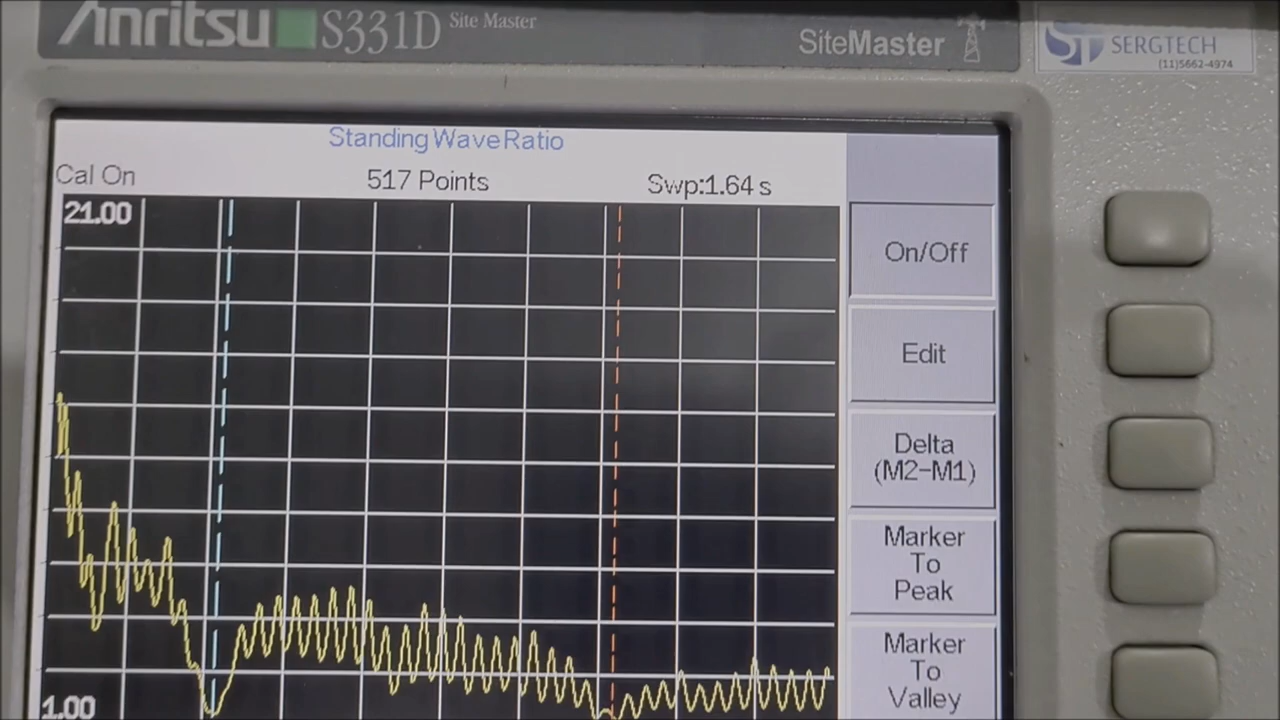 Anritsu S331D Site Master
SiteMaster
ST SERGTECH
(11)5662-4974
Standing Wave Ratio
Cal On
517 Points
Swp:1.64 s
21.00
1.00
On/Off
Edit
Delta
(M2-M1)
Marker
To
Peak
Marker
To
Valley